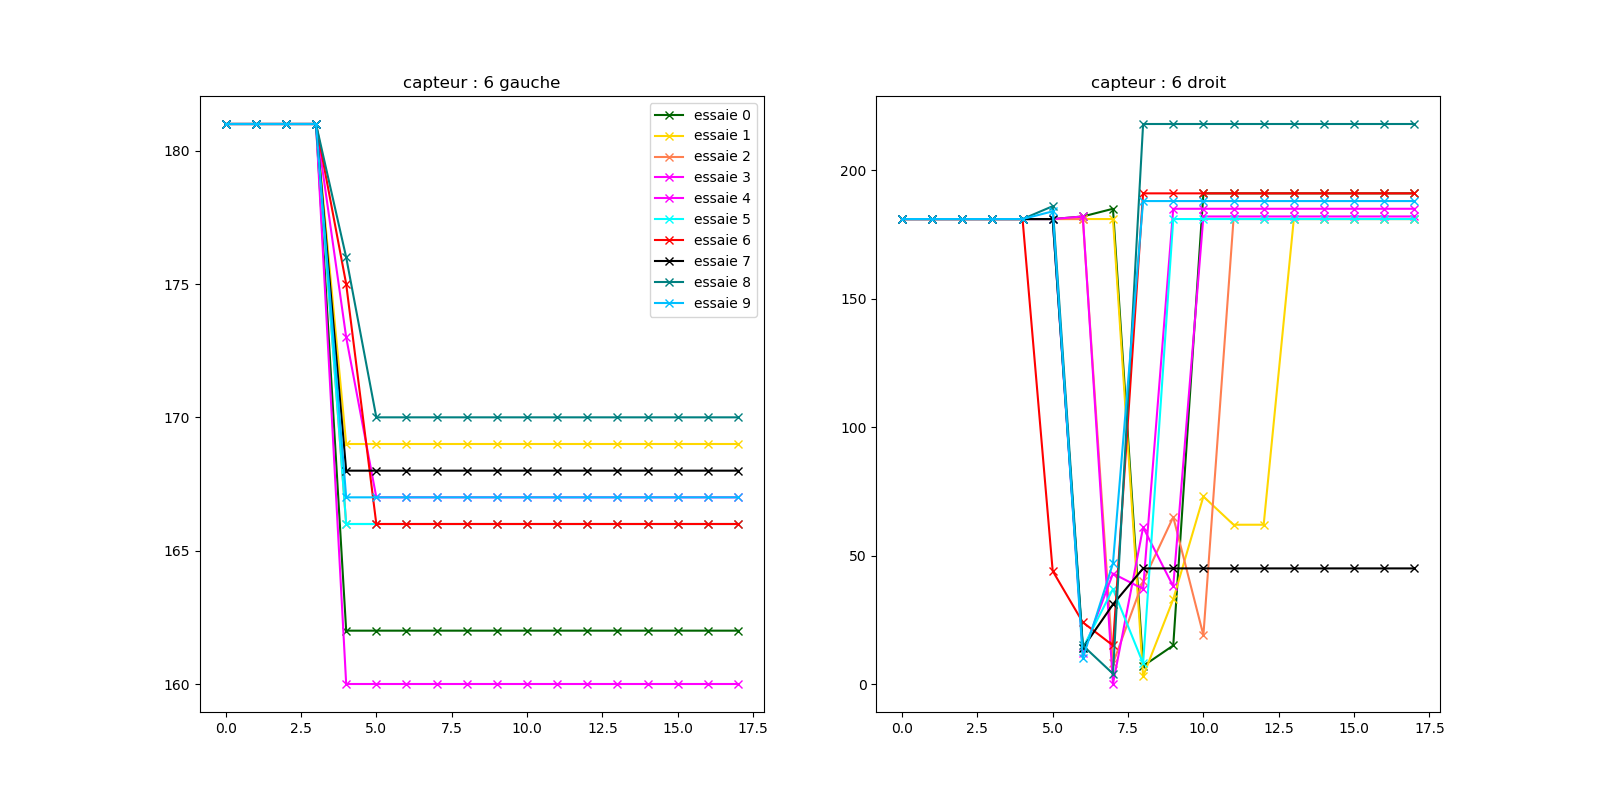 capteur : 6 gauche
capteur : 6 droit
180
175
170
165
160
0.0 2.5 5.0 7.5 10.0 12.5 15.0 17.5
essaie 0
essaie 1
essaie 2
essaie 3
essaie 4
essaie 5
essaie 6
essaie 7
essaie 8
essaie 9
200
150
100
50
0
0.0 2.5 5.0 7.5 10.0 12.5 15.0 17.5